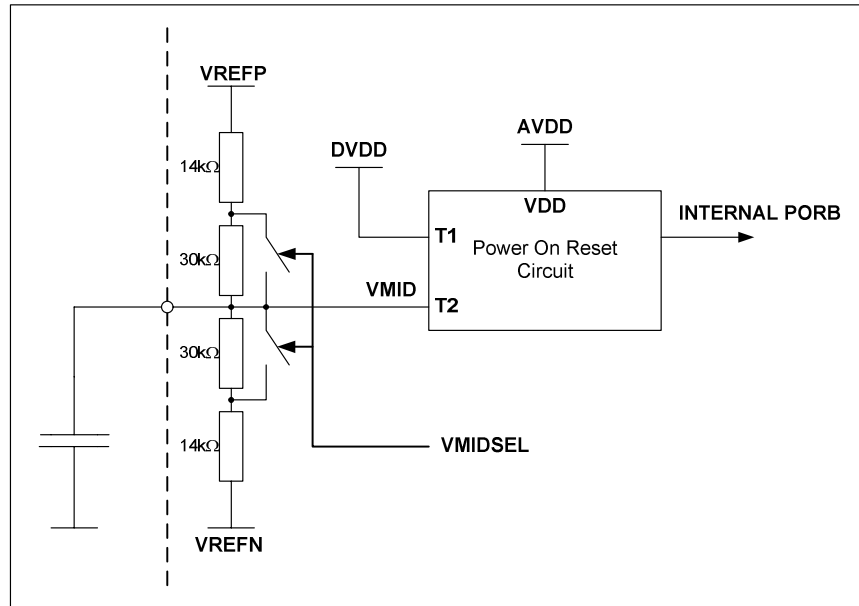 VREFP
AVDD
DVDD
14kΩ
VDD
INTERNAL PORB
T1
Power On Reset
Circuit
30kΩ
VMID
T2
30kΩ
14kΩ
VMIDSEL
VREFN